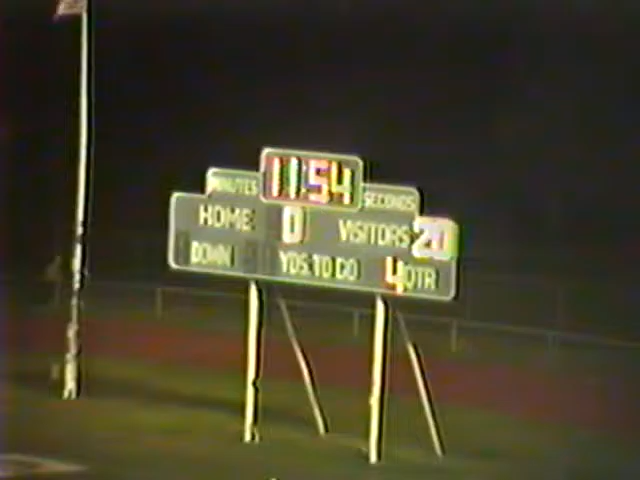 11:54
MINUTES SECONDS
HOME 0 VISITORS 20
DOWN YDS TO GO 4 QTR